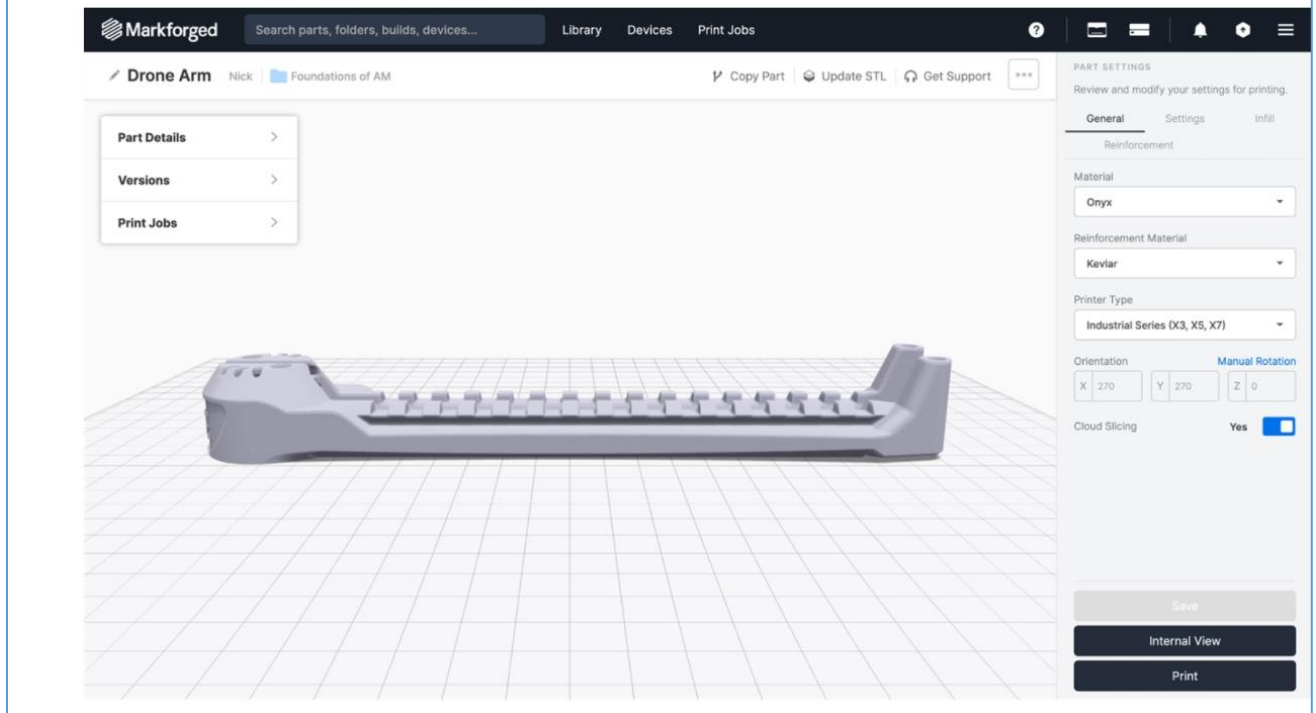 Markforged
Search parts, folders, builds, devices...
Library Devices Print Jobs
Drone Arm Nick Foundations of AM
Copy Part Update STL Get Support
Part Details
Versions
Print Jobs
PART SETTINGS
Review and modify your settings for printing.
General Settings Infill
Reinforcement
Material
Onyx
Reinforcement Material
Kevlar
Printer Type
Industrial Series (X3, X5, X7)
Orientation Manual Rotation
X 270 Y 270 Z 0
Cloud Slicing Yes
Save
Internal View
Print